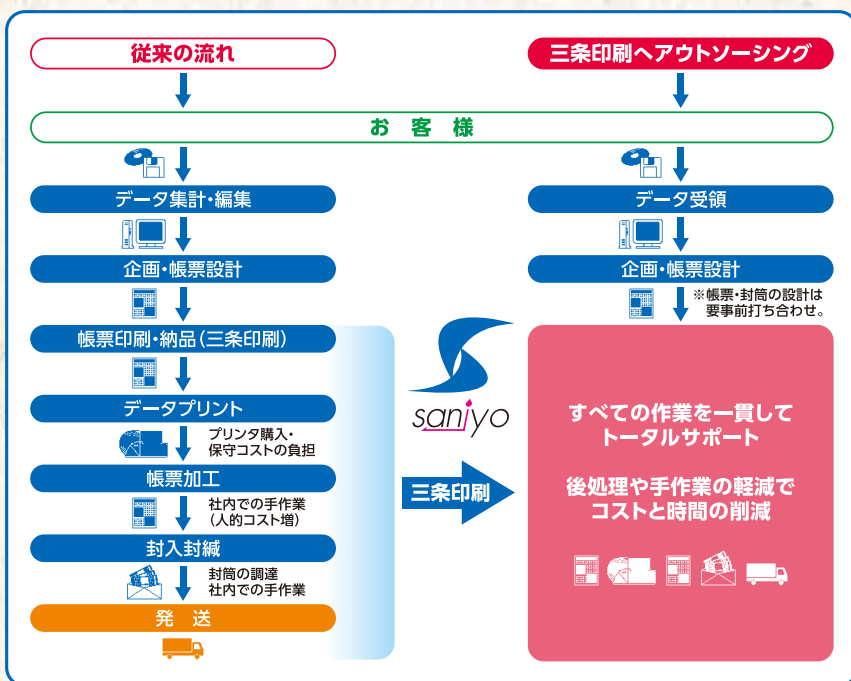 従来の流れ
三条印刷へアウトソーシング
お 客 様
データ集計・編集
企画・帳票設計
帳票印刷・納品（三条印刷）
データプリント
プリンタ購入・
保守コストの負担
帳票加工
社内での手作業
（人的コスト増）
封入封緘
封筒の調達
社内での手作業
発 送
sanjyo
三条印刷
データ受領
企画・帳票設計
※帳票・封筒の設計は
要事前打ち合わせ。
すべての作業を一貫して
トータルサポート
後処理や手作業の軽減で
コストと時間の削減